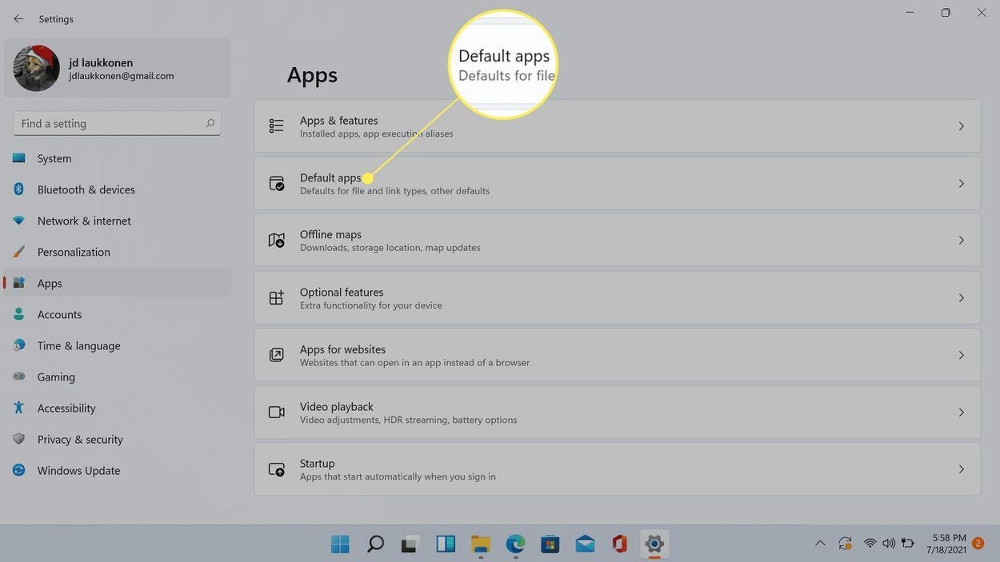 Settings
jd laukkonen
jdlaukkonen@gmail.com
Find a setting
System
Bluetooth & devices
Network & internet
Personalization
Apps
Accounts
Time & language
Gaming
Accessibility
Privacy & security
Windows Update
Apps
Default apps
Defaults for file
Apps & features
Installed apps, app execution aliases
Default apps
Defaults for file and link types, other defaults
Offline maps
Downloads, storage location, map updates
Optional features
Extra functionality for your device
Apps for websites
Websites that can open in an app instead of a browser
Video playback
Video adjustments, HDR streaming, battery options
Startup
Apps that start automatically when you sign in
5:58 PM
7/18/2021
2